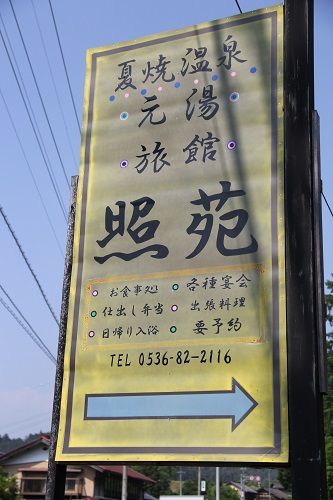 夏焼温泉
元湯
旅館
照苑
お食事処 各種宴会
仕出し弁当 出張料理
日帰り入浴 要予約
TEL 0536-82-2116